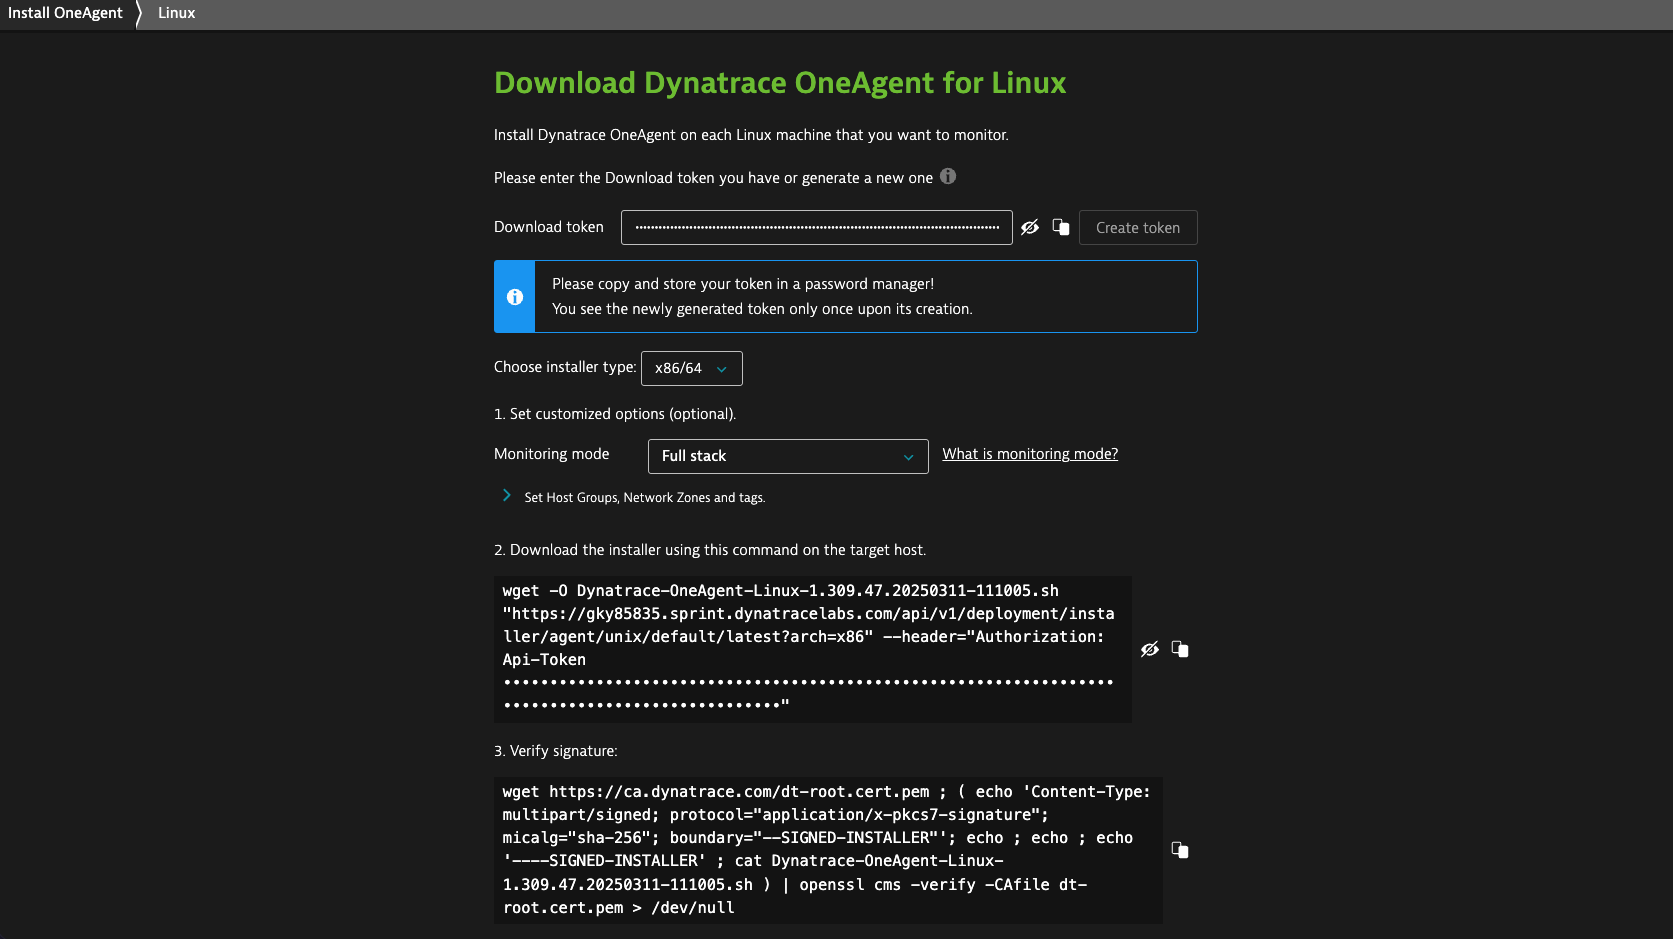 Install OneAgent
Linux
Download Dynatrace OneAgent for Linux
Install Dynatrace OneAgent on each Linux machine that you want to monitor.
Please enter the Download token you have or generate a new one
Download token
Create token
Please copy and store your token in a password manager!
You see the newly generated token only once upon its creation.
Choose installer type: x86/64
1. Set customized options (optional).
Monitoring mode Full stack What is monitoring mode?
Set Host Groups, Network Zones and tags.
2. Download the installer using this command on the target host.
wget -O Dynatrace-OneAgent-Linux-1.309.47.20250311-111005.sh
"https://gky85835.sprint.dynatracelabs.com/api/v1/deployment/insta
ller/agent/unix/default/latest?arch=x86" --header="Authorization:
Api-Token
••••••••••••••••••••••••••••••••••••••••••••••••••••••••••••••••••
••••••••••••••••••••••••••••••"
3. Verify signature:
wget https://ca.dynatrace.com/dt-root.cert.pem ; ( echo 'Content-Type:
multipart/signed; protocol="application/x-pkcs7-signature";
micalg="sha-256"; boundary="--SIGNED-INSTALLER"'; echo ; echo ; echo
'----SIGNED-INSTALLER' ; cat Dynatrace-OneAgent-Linux-
1.309.47.20250311-111005.sh ) | openssl cms -verify -CAfile dt-
root.cert.pem > /dev/null